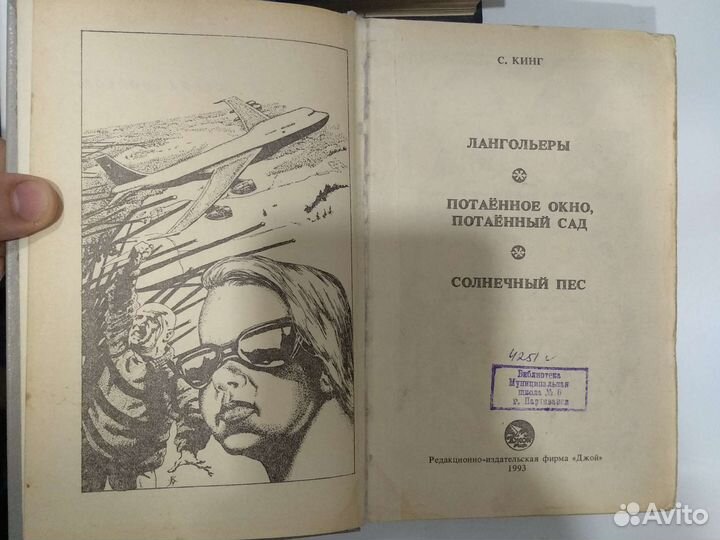 С. КИНГ
ЛАНГОЛЬЕРЫ
ПОТАЁННОЕ ОКНО,
ПОТАЁННЫЙ САД
СОЛНЕЧНЫЙ ПЕС
4251 и
Библиотека
Муниципальная
школа № 6
г. Партизанск
ДЖОЙ
Редакционно-издательская фирма «Джой»
1993
Avito